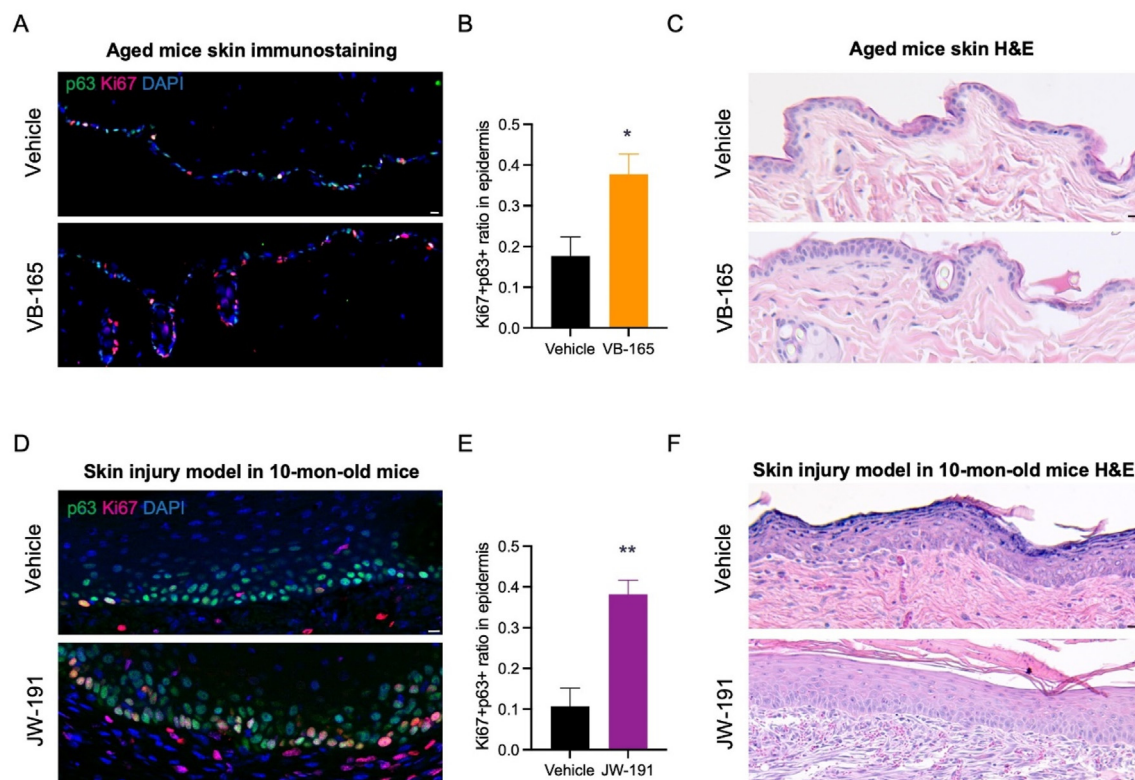 A
Aged mice skin immunostaining
p63 Ki67 DAPI
Vehicle
VB-165
B
Ki67+p63+ ratio in epidermis
0.5
0.4
0.3
0.2
0.1
0.0
*
Vehicle VB-165
C
Aged mice skin H&E
Vehicle
VB-165
D
Skin injury model in 10-mon-old mice
p63 Ki67 DAPI
Vehicle
JW-191
E
Ki67+p63+ ratio in epidermis
0.5
0.4
0.3
0.2
0.1
0.0
**
Vehicle JW-191
F
Skin injury model in 10-mon-old mice H&E
Vehicle
JW-191